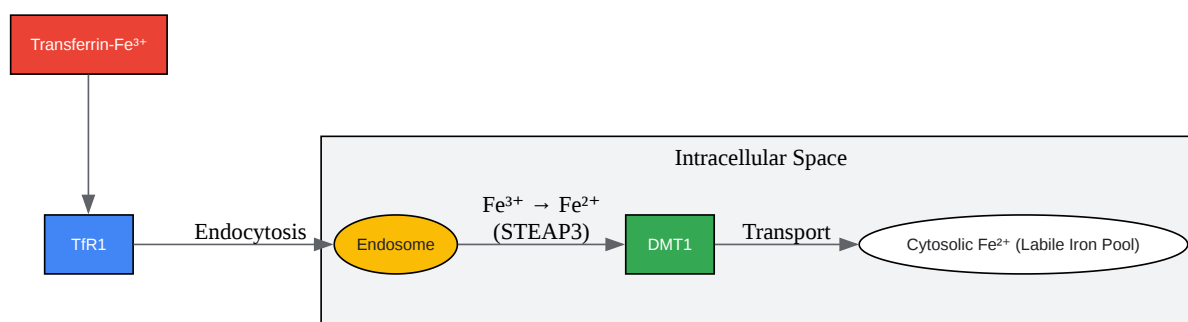 Transferrin-Fe³⁺
Intracellular Space
TfR1
Endocytosis
Endosome
Fe³⁺ → Fe²⁺
(STEAP3)
DMT1
Transport
Cytosolic Fe²⁺ (Labile Iron Pool)